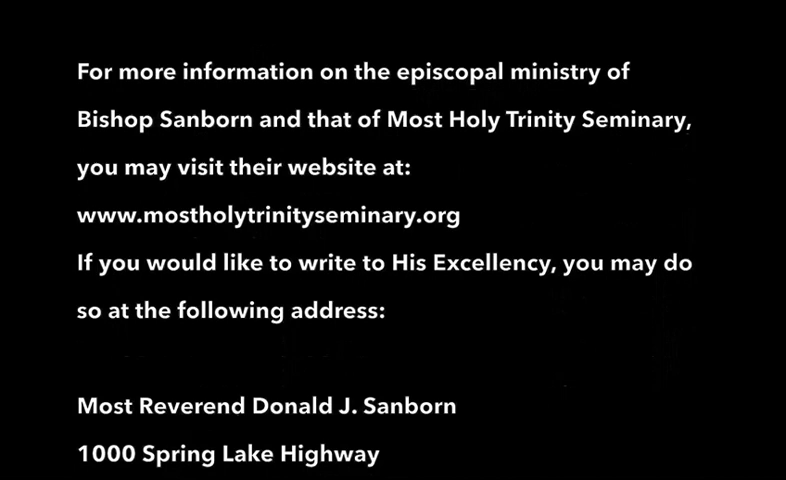 For more information on the episcopal ministry of
Bishop Sanborn and that of Most Holy Trinity Seminary,
you may visit their website at:
www.mostholytrinityseminary.org
If you would like to write to His Excellency, you may do
so at the following address:
Most Reverend Donald J. Sanborn
1000 Spring Lake Highway